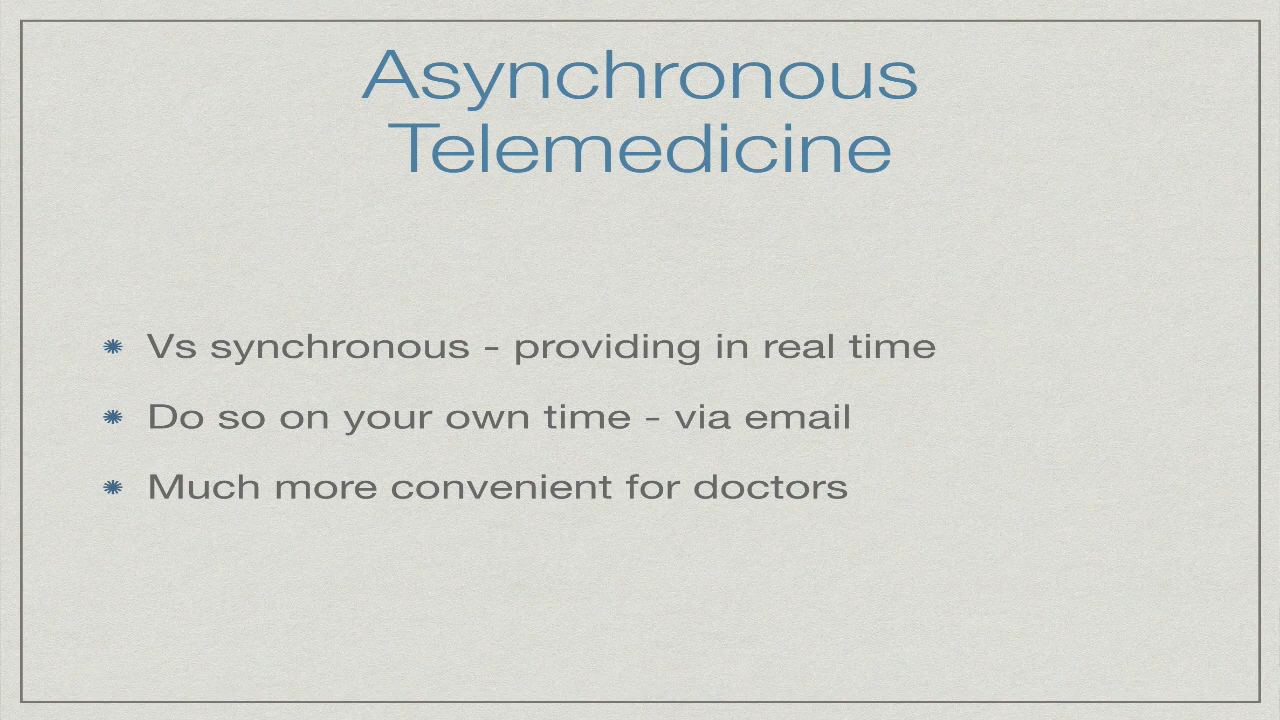 Asynchronous
Telemedicine
Vs synchronous - providing in real time
Do so on your own time - via email
Much more convenient for doctors